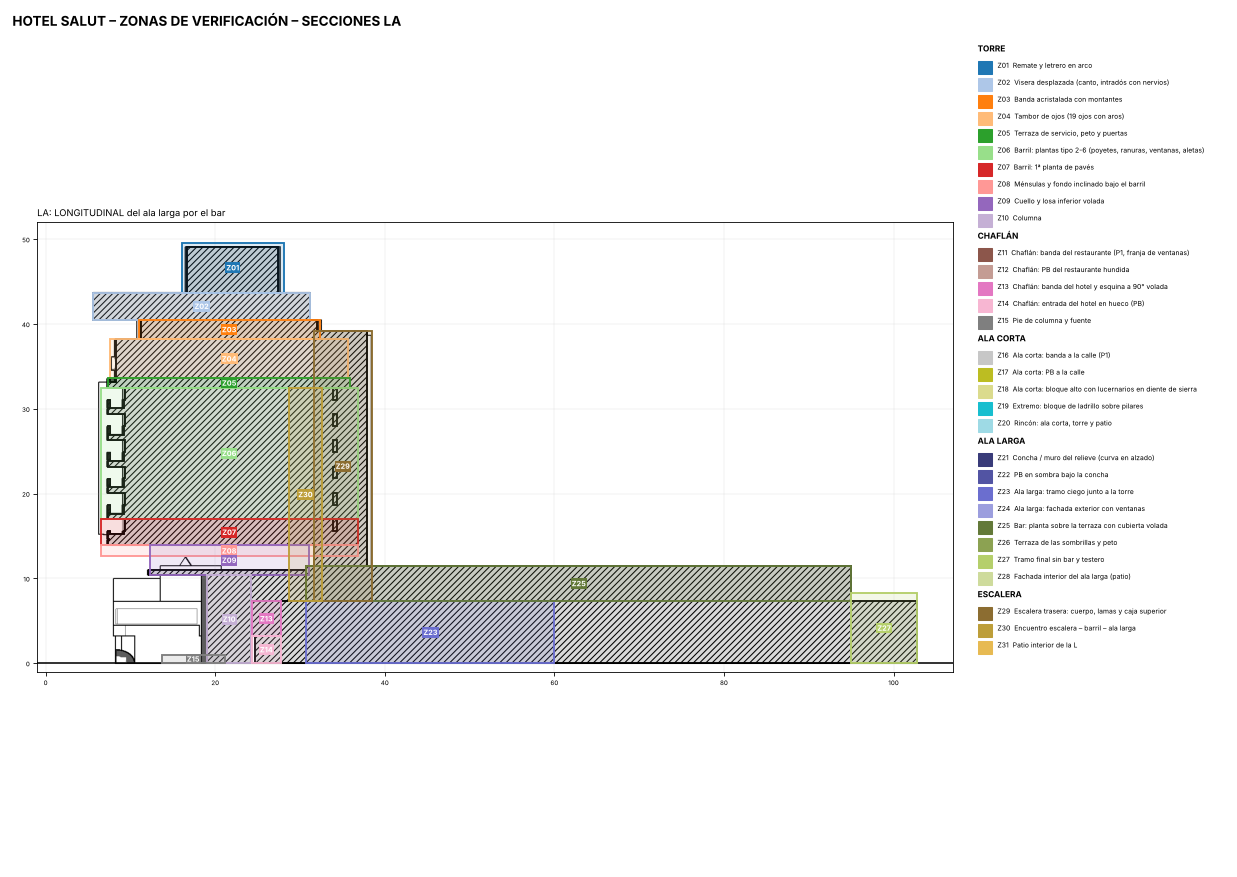 HOTEL SALUT – ZONAS DE VERIFICACIÓN – SECCIONES LA
TORRE
Z01 Remate y letrero en arco
Z02 Visera desplazada (canto, intradós con nervios)
Z03 Banda acristalada con montantes
Z04 Tambor de ojos (19 ojos con aros)
Z05 Terraza de servicio, peto y puertas
Z06 Barril: plantas tipo 2-6 (poyetes, ranuras, ventanas, aletas)
Z07 Barril: 1ª planta de pavés
Z08 Ménsulas y fondo inclinado bajo el barril
Z09 Cuello y losa inferior volada
Z10 Columna
CHAFLÁN
Z11 Chaflán: banda del restaurante (P1, franja de ventanas)
Z12 Chaflán: PB del restaurante hundida
Z13 Chaflán: banda del hotel y esquina a 90° volada
Z14 Chaflán: entrada del hotel en hueco (PB)
Z15 Pie de columna y fuente
ALA CORTA
Z16 Ala corta: banda a la calle (P1)
Z17 Ala corta: PB a la calle
Z18 Ala corta: bloque alto con lucernarios en diente de sierra
Z19 Extremo: bloque de ladrillo sobre pilares
Z20 Rincón: ala corta, torre y patio
ALA LARGA
Z21 Concha / muro del relieve (curva en alzado)
Z22 PB en sombra bajo la concha
Z23 Ala larga: tramo ciego junto a la torre
Z24 Ala larga: fachada exterior con ventanas
Z25 Bar: planta sobre la terraza con cubierta volada
Z26 Terraza de las sombrillas y peto
Z27 Tramo final sin bar y testero
Z28 Fachada interior del ala larga (patio)
ESCALERA
Z29 Escalera trasera: cuerpo, lamas y caja superior
Z30 Encuentro escalera – barril – ala larga
Z31 Patio interior de la L
LA: LONGITUDINAL del ala larga por el bar
50
Z01
Z02
40
Z03
Z04
Z05
30
Z06
Z29
20
Z30
Z07
Z08
Z09
10
Z25
Z10
Z13
Z23
Z27
Z14
Z15
0
0
20
40
60
80
100